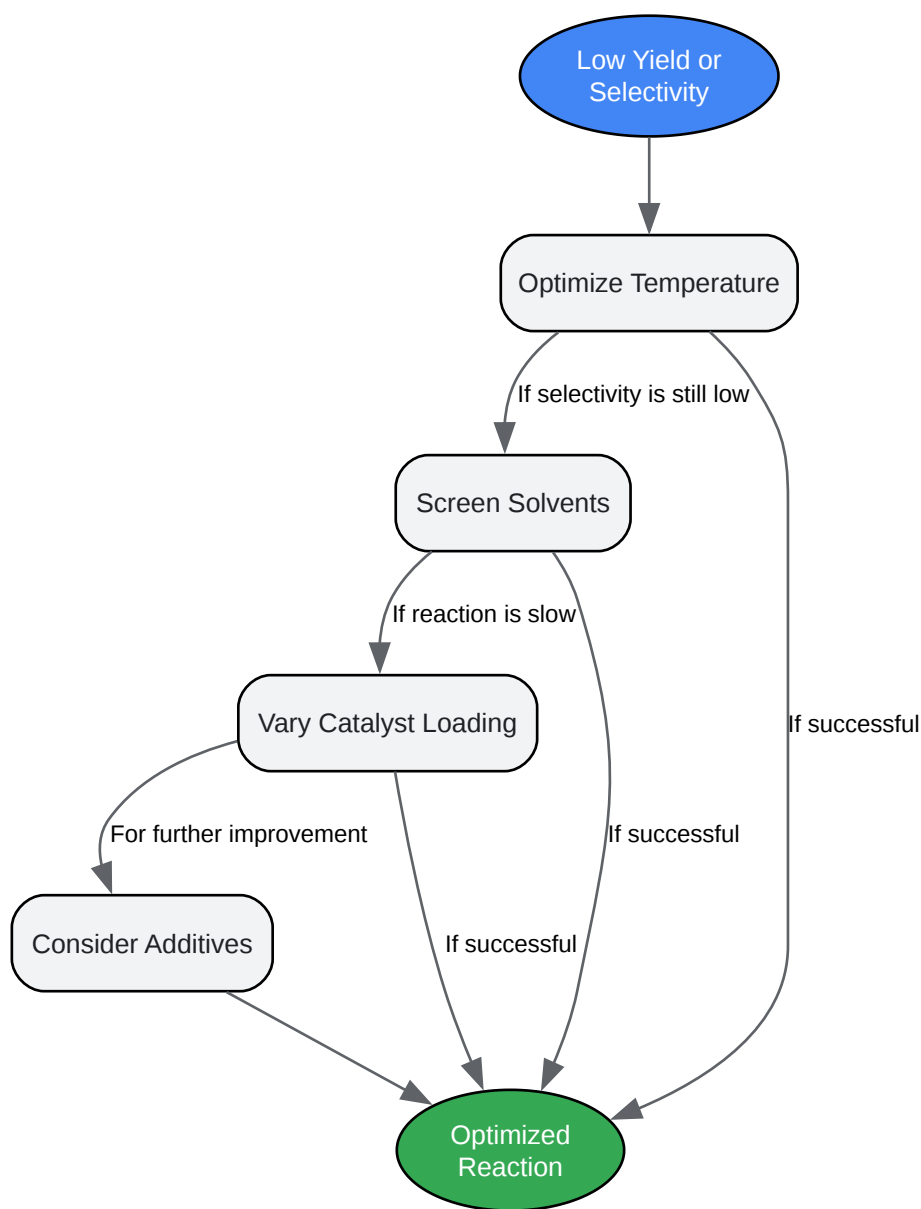 Low Yield or
Selectivity
Optimize Temperature
If selectivity is still low
Screen Solvents
If reaction is slow
Vary Catalyst Loading
If successful
For further improvement
If successful
Consider Additives
If successful
Optimized
Reaction